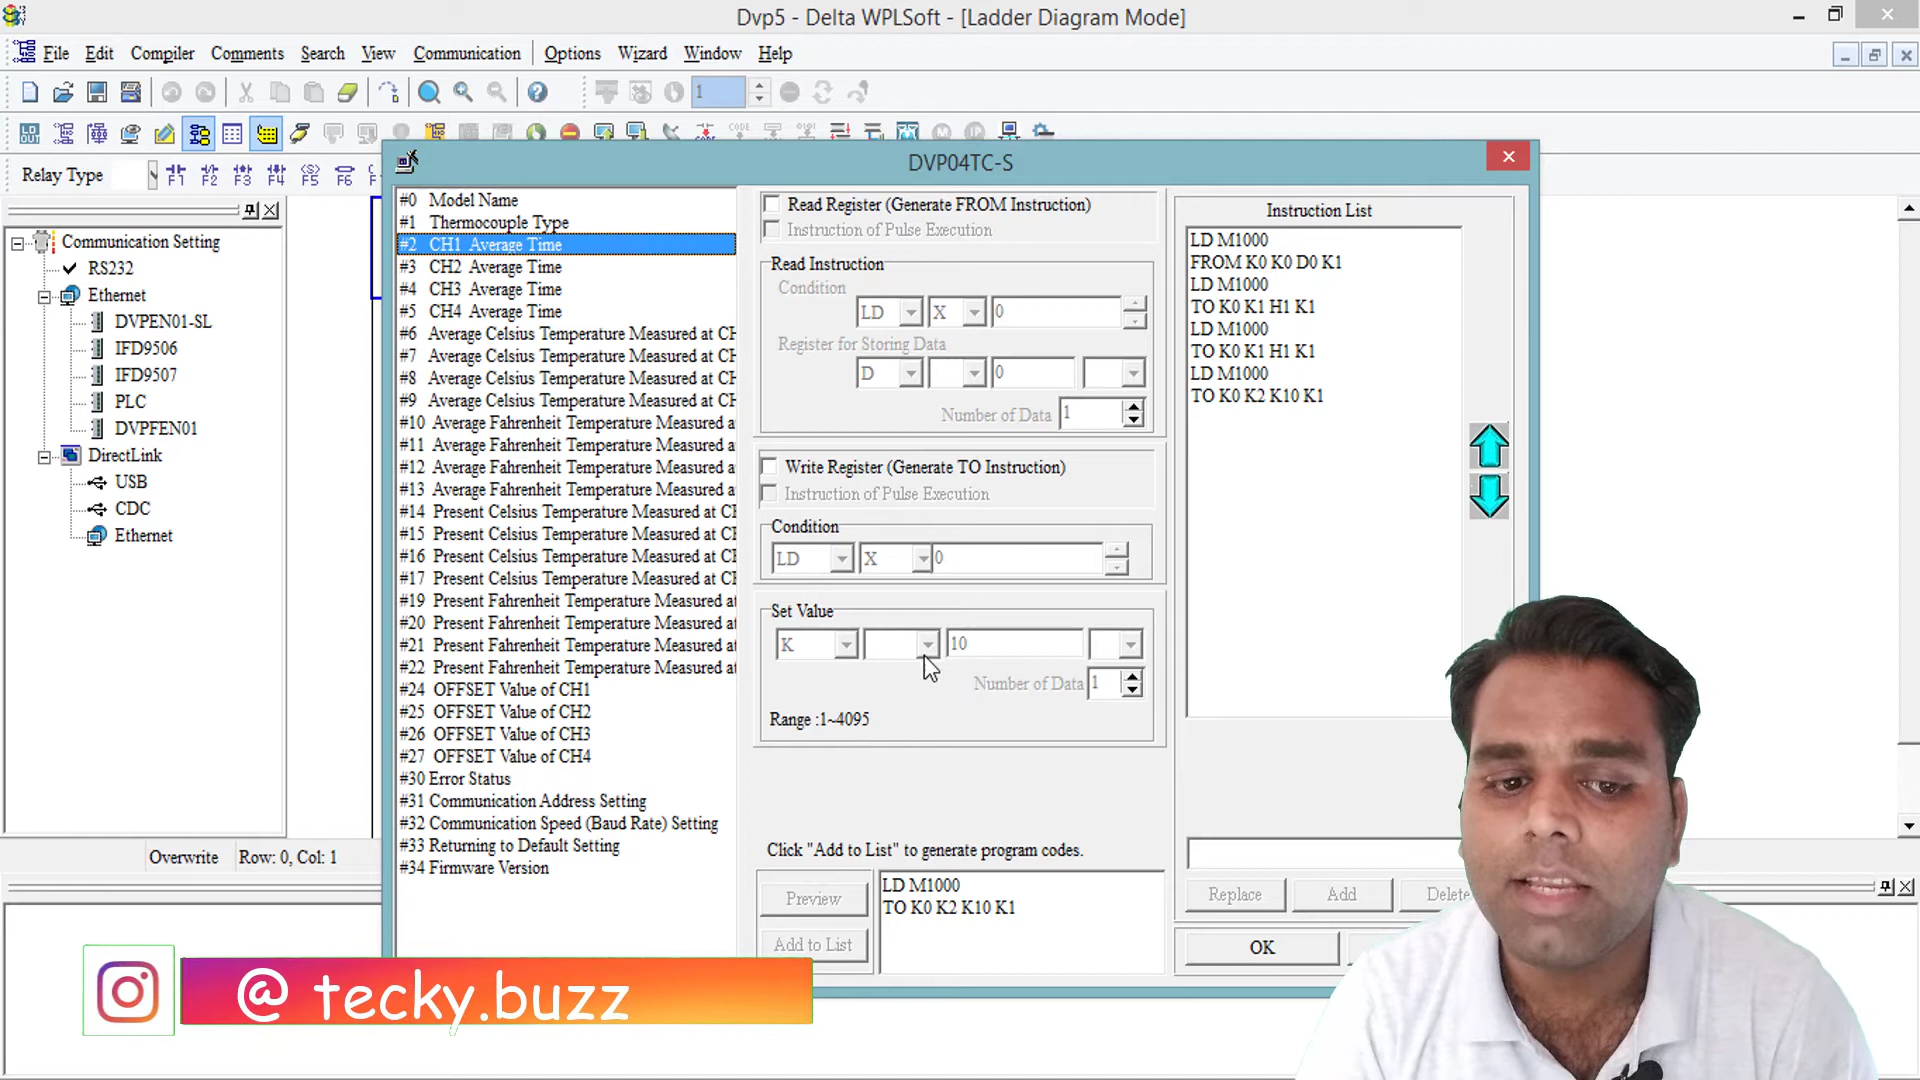 Dvp5 - Delta WPLSoft - [Ladder Diagram Mode]
File Edit Compiler Comments Search View Communication Options Wizard Window Help
1
Relay Type
F1 F2 F3 F4 F5 F6
Communication Setting
RS232
Ethernet
DVPEN01-SL
IFD9506
IFD9507
PLC
DVPFEN01
DirectLink
USB
CDC
Ethernet
Overwrite Row: 0, Col: 1
DVP04TC-S
#0 Model Name
#1 Thermocouple Type
#2 CH1 Average Time
#3 CH2 Average Time
#4 CH3 Average Time
#5 CH4 Average Time
#6 Average Celsius Temperature Measured at CH
#7 Average Celsius Temperature Measured at CH
#8 Average Celsius Temperature Measured at CH
#9 Average Celsius Temperature Measured at CH
#10 Average Fahrenheit Temperature Measured a
#11 Average Fahrenheit Temperature Measured a
#12 Average Fahrenheit Temperature Measured a
#13 Average Fahrenheit Temperature Measured a
#14 Present Celsius Temperature Measured at C
#15 Present Celsius Temperature Measured at C
#16 Present Celsius Temperature Measured at C
#17 Present Celsius Temperature Measured at C
#19 Present Fahrenheit Temperature Measured at
#20 Present Fahrenheit Temperature Measured at
#21 Present Fahrenheit Temperature Measured at
#22 Present Fahrenheit Temperature Measured at
#24 OFFSET Value of CH1
#25 OFFSET Value of CH2
#26 OFFSET Value of CH3
#27 OFFSET Value of CH4
#30 Error Status
#31 Communication Address Setting
#32 Communication Speed (Baud Rate) Setting
#33 Returning to Default Setting
#34 Firmware Version
Read Register (Generate FROM Instruction)
Instruction of Pulse Execution
Read Instruction
Condition
LD X 0
Register for Storing Data
D 0
Number of Data 1
Write Register (Generate TO Instruction)
Instruction of Pulse Execution
Condition
LD X 0
Set Value
K 10
Number of Data 1
Range :1~4095
Click "Add to List" to generate program codes.
Preview
Add to List
LD M1000
TO K0 K2 K10 K1
Instruction List
LD M1000
FROM K0 K0 D0 K1
LD M1000
TO K0 K1 H1 K1
LD M1000
TO K0 K1 H1 K1
LD M1000
TO K0 K2 K10 K1
Replace Add Delete
OK
@ tecky.buzz